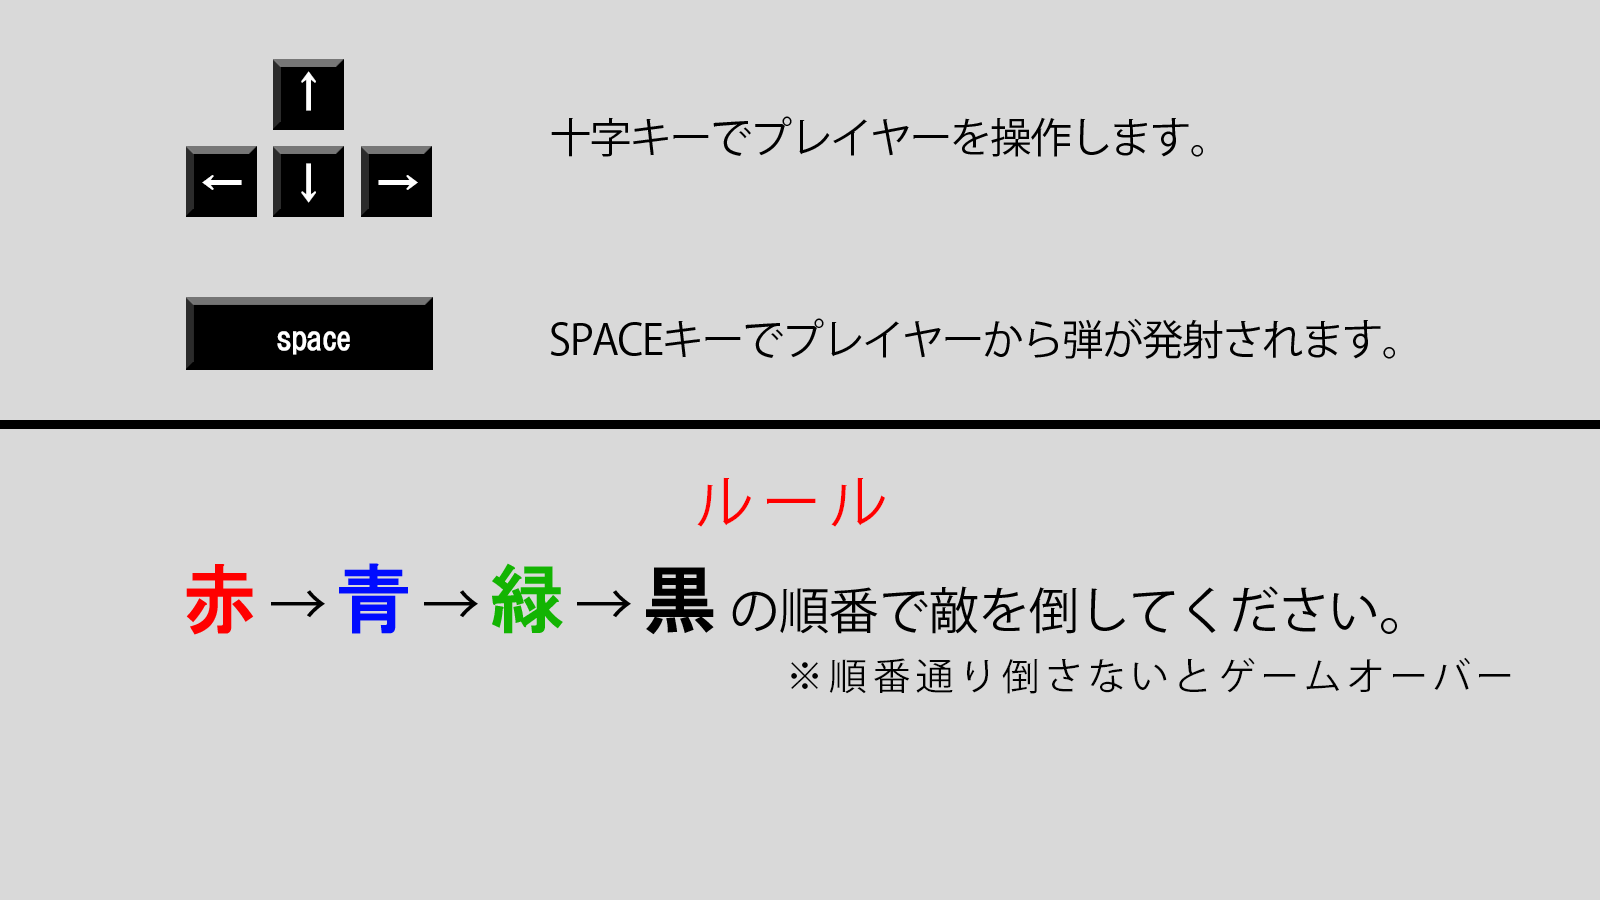 ↑
← ↓ →
十字キーでプレイヤーを操作します。
space
SPACEキーでプレイヤーから弾が発射されます。
ルール
赤→青→緑→黒の順番で敵を倒してください。
※順番通り倒さないとゲームオーバー